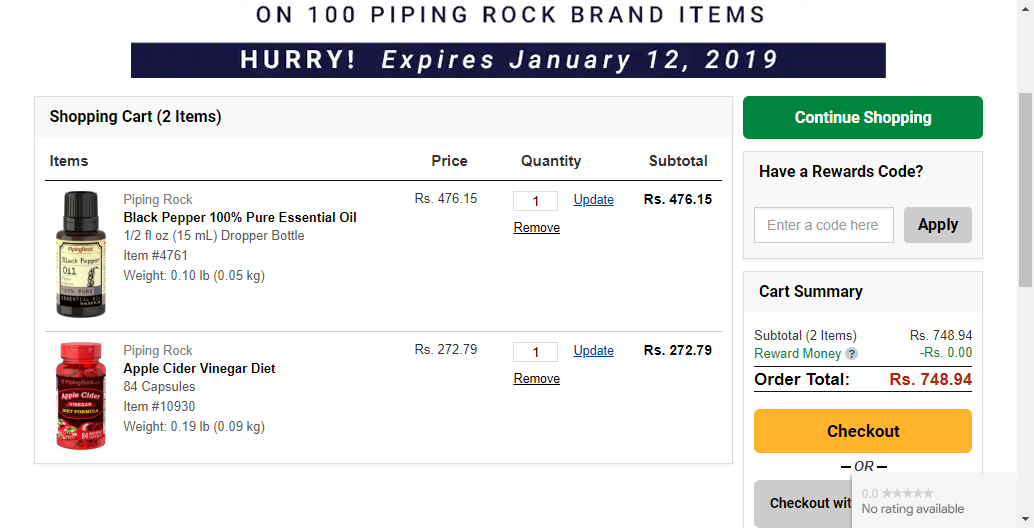 ON 100 PIPING ROCK BRAND ITEMS
HURRY! Expires January 12, 2019
Shopping Cart (2 Items)
Items Price Quantity Subtotal
Piping Rock
Black Pepper 100% Pure Essential Oil
1/2 fl oz (15 mL) Dropper Bottle
Item #4761
Weight: 0.10 lb (0.05 kg)
Rs. 476.15 1 Update Rs. 476.15
Remove
PipingRock
Black Pepper
Oil
100% PURE
ESSENTIAL OIL
Piping Rock
Apple Cider Vinegar Diet
84 Capsules
Item #10930
Weight: 0.19 lb (0.09 kg)
Rs. 272.79 1 Update Rs. 272.79
Remove
PipingRock
Apple Cider
VINEGAR
DIET FORMULA
84
Continue Shopping
Have a Rewards Code?
Enter a code here Apply
Cart Summary
Subtotal (2 Items) Rs. 748.94
Reward Money ? -Rs. 0.00
Order Total: Rs. 748.94
Checkout
– OR –
Checkout wit
0.0 ★★★★★
No rating available